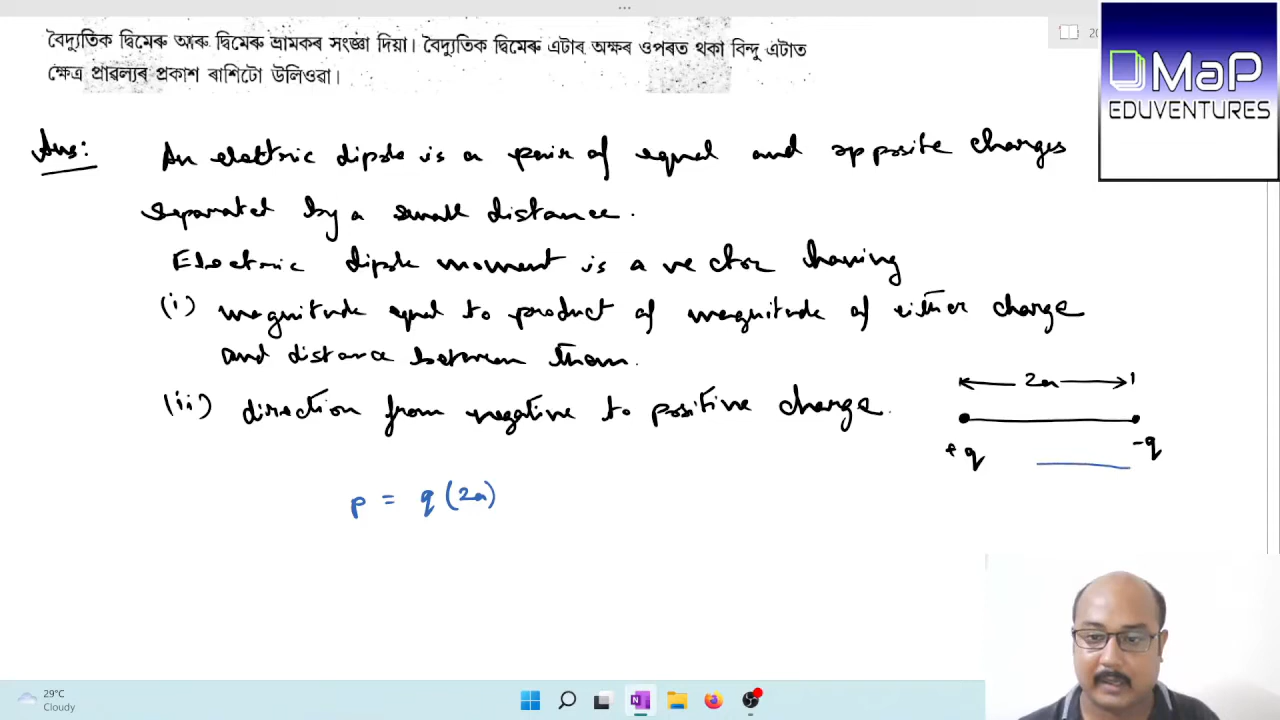 বৈদ্যুতিক দ্বিমেৰু আৰু দ্বিমেৰু ভ্ৰামকৰ সংজ্ঞা দিয়া। বৈদ্যুতিক দ্বিমেৰু এটাৰ অক্ষৰ ওপৰত থকা বিন্দু এটাত
ক্ষেত্ৰ প্ৰাৱল্যৰ প্ৰকাশ ৰাশিটো উলিওৱা।
20
MaP
EDUVENTURES
Ans: An electric dipole is a pair of equal and opposite charges
separated by a small distance.
Electric dipole moment is a vector having
(i) magnitude equal to product of magnitude of either charge
and distance between them.
(ii) direction from negative to positive charge.
2a
+q -q
p = q(2a)
29°C
Cloudy